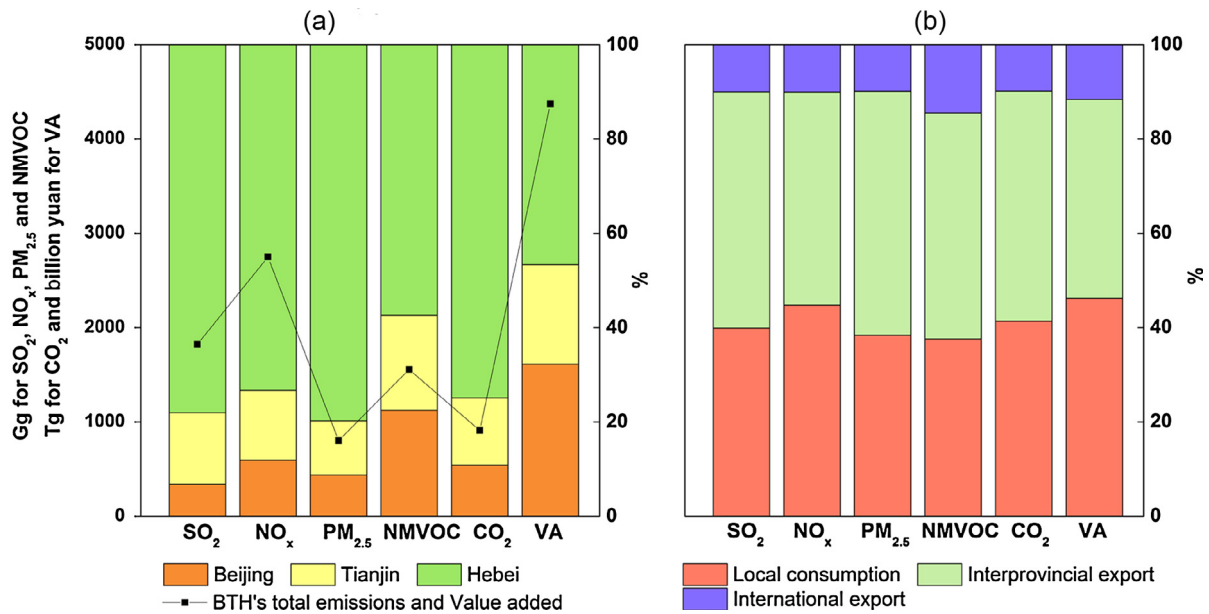 (a)
(b)
Gg for SO₂, NOₓ, PM₂.₅ and NMVOC
Tg for CO₂ and billion yuan for VA
5000
4000
3000
2000
1000
0
100
80
60
40
20
0
%
SO₂ NOₓ PM₂.₅ NMVOC CO₂ VA
Beijing Tianjin Hebei
BTH's total emissions and Value added
100
80
60
40
20
0
%
SO₂ NOₓ PM₂.₅ NMVOC CO₂ VA
Local consumption Interprovincial export
International export